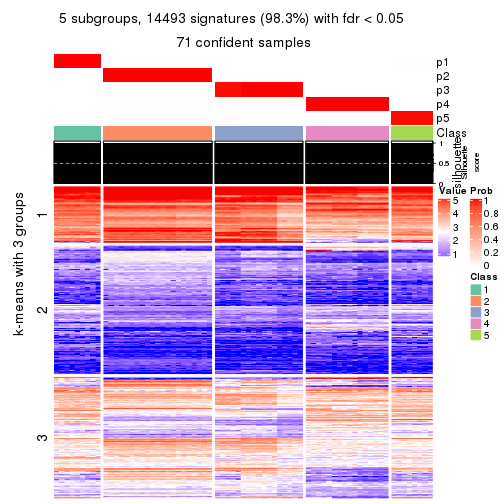 5 subgroups, 14493 signatures (98.3%) with fdr < 0.05
71 confident samples
p1
p2
p3
p4
p5
Class
1
0.5
0
silhouette
Silhouette
score
k-means with 3 groups
1
2
3
Value
5
4
3
2
1
Prob
1
0.8
0.6
0.4
0.2
0
Class
1
2
3
4
5